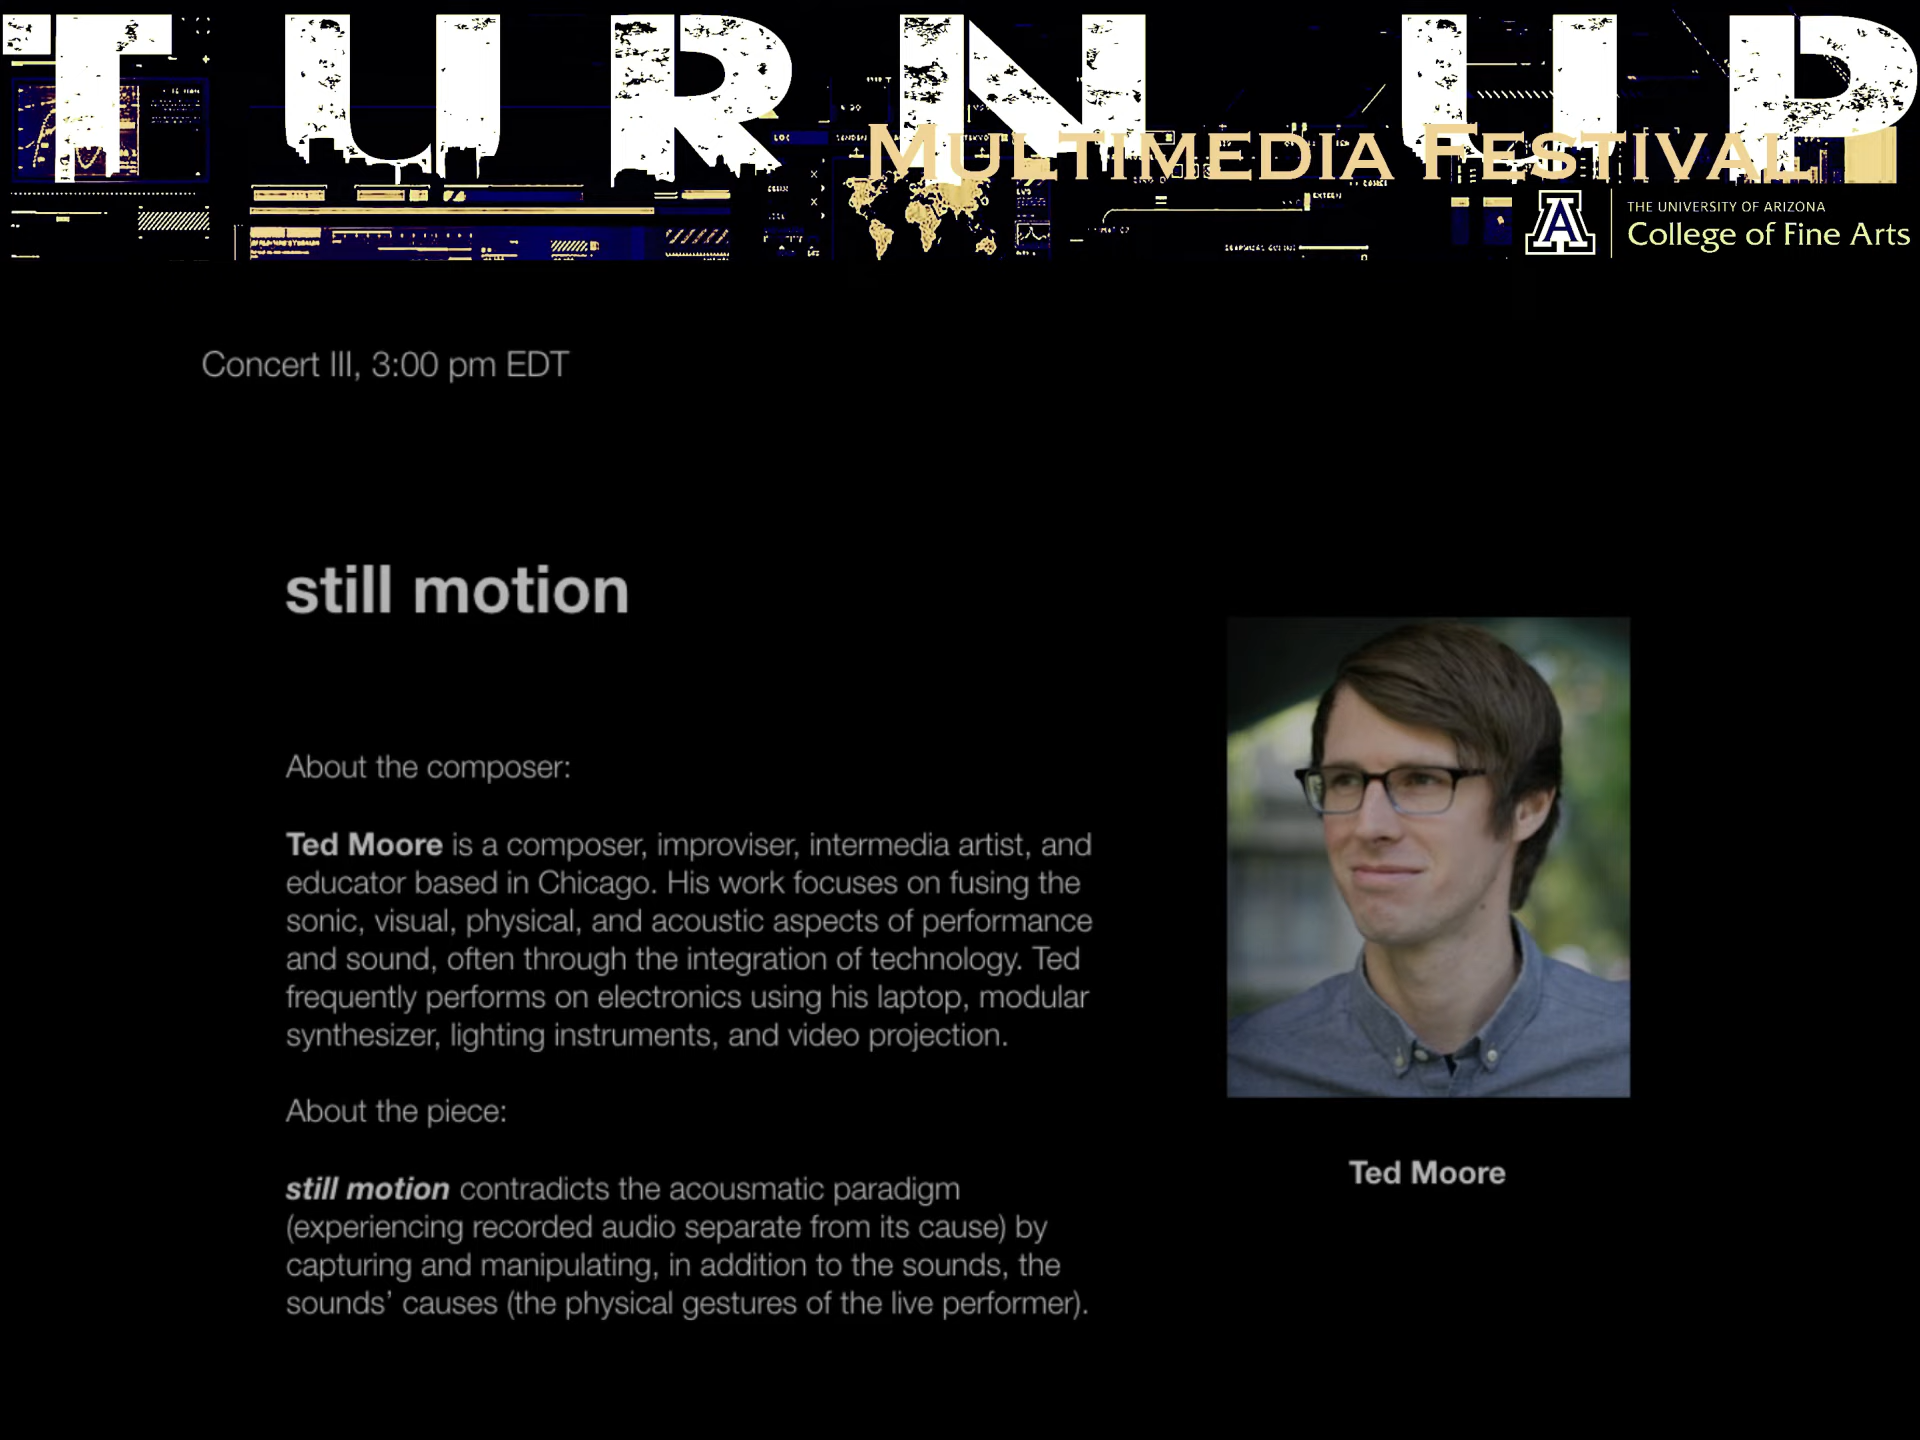 TURN UP
MULTIMEDIA FESTIVAL
THE UNIVERSITY OF ARIZONA
A
College of Fine Arts
Concert III, 3:00 pm EDT
still motion
About the composer:
Ted Moore is a composer, improviser, intermedia artist, and
educator based in Chicago. His work focuses on fusing the
sonic, visual, physical, and acoustic aspects of performance
and sound, often through the integration of technology. Ted
frequently performs on electronics using his laptop, modular
synthesizer, lighting instruments, and video projection.
About the piece:
still motion contradicts the acousmatic paradigm
(experiencing recorded audio separate from its cause) by
capturing and manipulating, in addition to the sounds, the
sounds’ causes (the physical gestures of the live performer).
Ted Moore